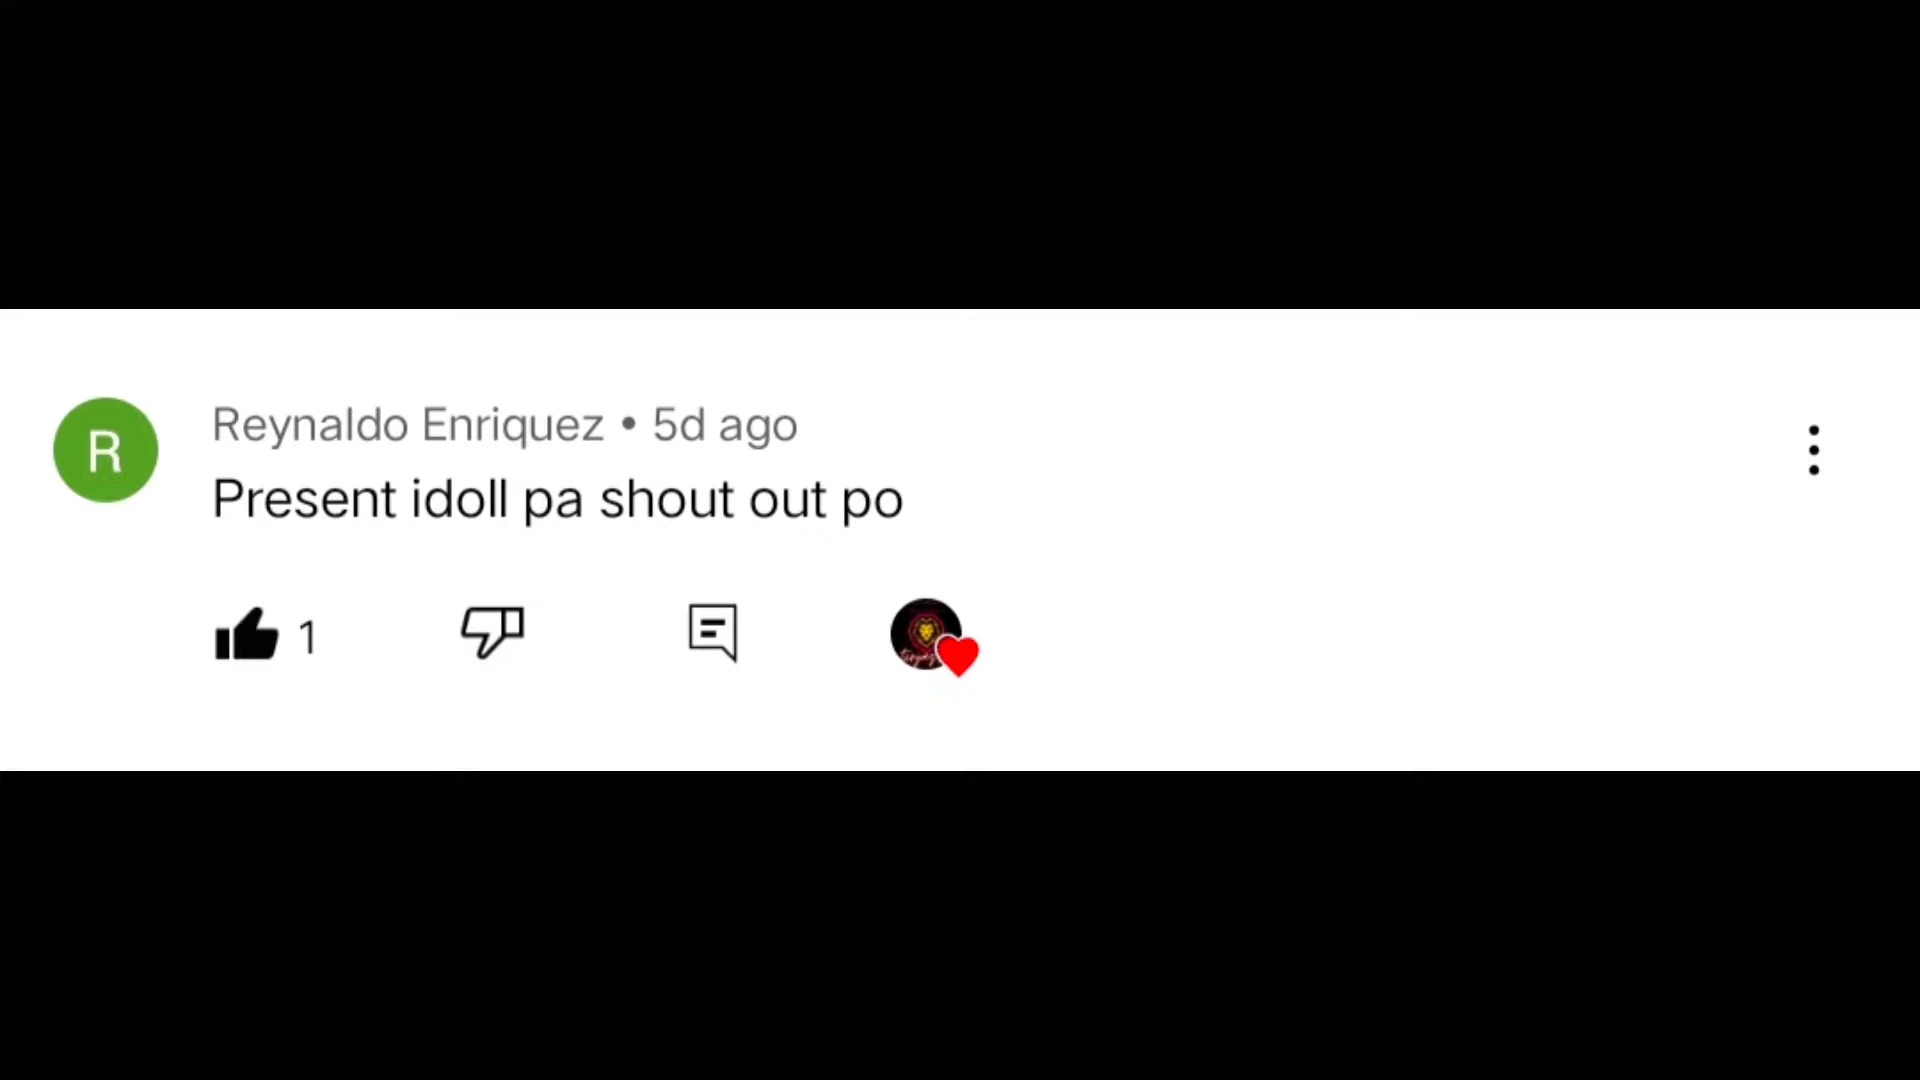 R
Reynaldo Enriquez • 5d ago
Present idoll pa shout out po
1